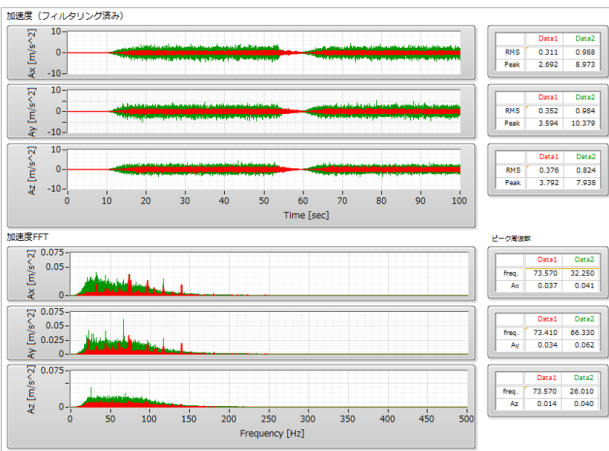 加速度（フィルタリング済み）
Ax [m/s^2]
10
0
-10
Data1 Data2
RMS 0.311 0.988
Peak 2.692 8.973
Ay [m/s^2]
10
0
-10
Data1 Data2
RMS 0.352 0.984
Peak 3.594 10.379
Az [m/s^2]
10
0
-10
Data1 Data2
RMS 0.376 0.824
Peak 3.792 7.938
0 10 20 30 40 50 60 70 80 90 100
Time [sec]
加速度FFT
ピーク周波数
Ax [m/s^2]
0.075
0.05
0
Data1 Data2
freq. 73.570 32.250
Ax 0.037 0.041
Ay [m/s^2]
0.075
0.05
0.025
0
Data1 Data2
freq. 73.410 66.330
Ay 0.034 0.062
Az [m/s^2]
0.075
0
Data1 Data2
freq. 73.570 26.010
Az 0.014 0.040
0 50 100 150 200 250 300 350 400 450 500
Frequency [Hz]